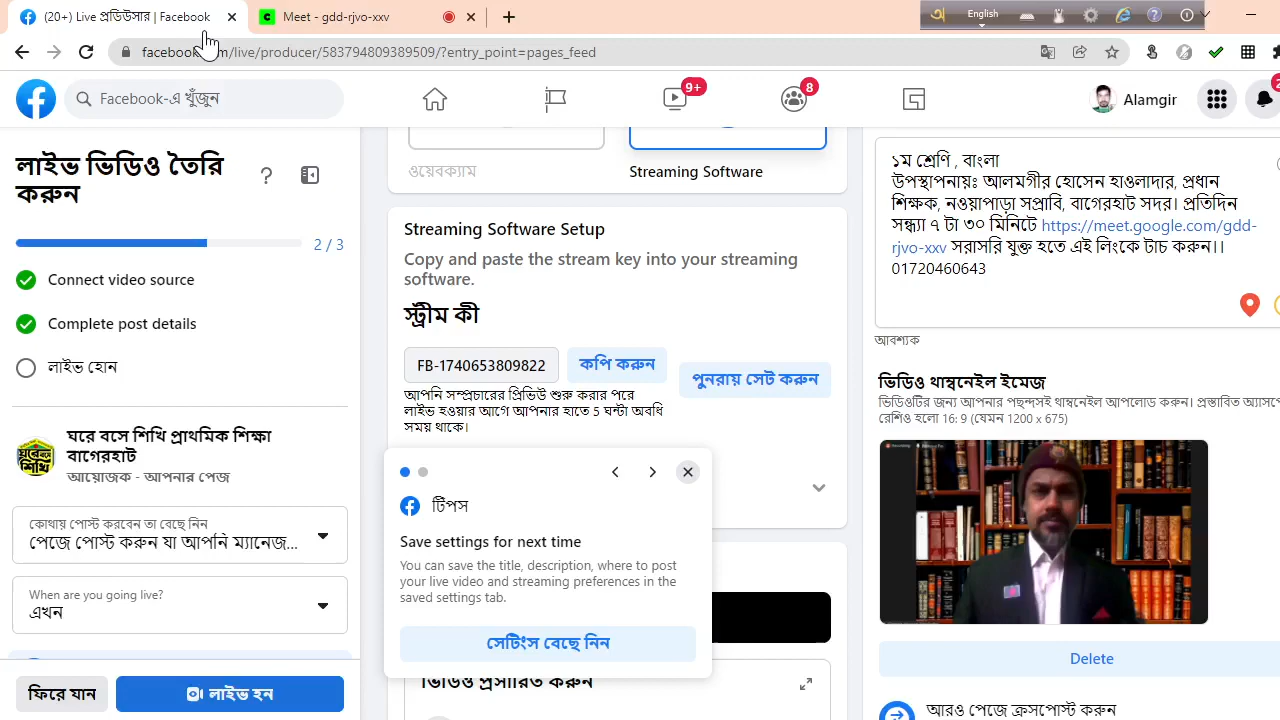 (20+) Live প্রডিউসার | Facebook
Meet - gdd-rjvo-xxv
English
facebook.com/live/producer/583794809389509/?entry_point=pages_feed
Facebook-এ খুঁজুন
9+
8
Alamgir
2
লাইভ ভিডিও তৈরি
করুন
2 / 3
Connect video source
Complete post details
লাইভ হোন
ঘরে বসে শিখি প্রাথমিক শিক্ষা
বাগেরহাট
আয়োজক - আপনার পেজ
কোথায় পোস্ট করবেন তা বেছে নিন
পেজে পোস্ট করুন যা আপনি ম্যানেজ...
When are you going live?
এখন
ফিরে যান
লাইভ হন
ওয়েবক্যাম
Streaming Software
Streaming Software Setup
Copy and paste the stream key into your streaming
software.
স্ট্রীম কী
FB-1740653809822
কপি করুন
পুনরায় সেট করুন
আপনি সম্প্রচারের প্রিভিউ শুরু করার পরে
লাইভ হওয়ার আগে আপনার হাতে 5 ঘন্টা অবধি
সময় থাকে।
টিপস
Save settings for next time
You can save the title, description, where to post
your live video and streaming preferences in the
saved settings tab.
সেটিংস বেছে নিন
ভিডিও প্রসারিত করুন
১ম শ্রেণি , বাংলা
উপস্থাপনায়ঃ আলমগীর হোসেন হাওলাদার, প্রধান
শিক্ষক, নওয়াপাড়া সপ্রাবি, বাগেরহাট সদর। প্রতিদিন
সন্ধ্যা ৭ টা ৩০ মিনিটে https://meet.google.com/gdd-
rjvo-xxv সরাসরি যুক্ত হতে এই লিংকে টাচ করুন।।
01720460643
আবশ্যক
ভিডিও থাম্বনেইল ইমেজ
ভিডিওটির জন্য আপনার পছন্দসই থাম্বনেইল আপলোড করুন। প্রস্তাবিত
রেশিও হলো 16: 9 (যেমন 1200 x 675)
Delete
আরও পেজে ক্রসপোস্ট করুন